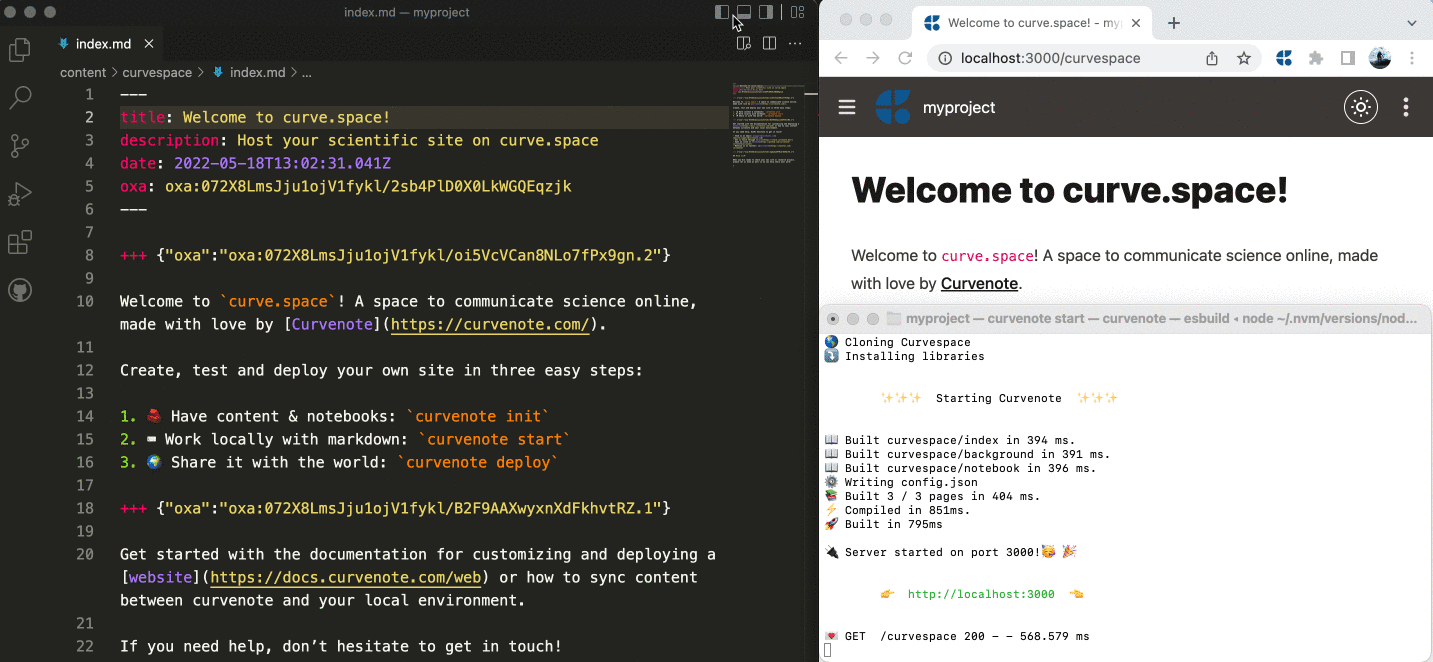 index.md — myproject
index.md
content > curvespace > index.md > ...
1 ---
2 title: Welcome to curve.space!
3 description: Host your scientific site on curve.space
4 date: 2022-05-18T13:02:31.041Z
5 oxa: oxa:072X8LmsJju1ojV1fykl/2sb4PlD0X0LkWGQEqzjk
6 ---
7
8 +++ {"oxa":"oxa:072X8LmsJju1ojV1fykl/oi5VcVCan8NLo7fPx9gn.2"}
9
10 Welcome to `curve.space`! A space to communicate science online,
made with love by [Curvenote](https://curvenote.com/).
11
12 Create, test and deploy your own site in three easy steps:
13
14 1. Have content & notebooks: `curvenote init`
15 2. Work locally with markdown: `curvenote start`
16 3. 🌍 Share it with the world: `curvenote deploy`
17
18 +++ {"oxa":"oxa:072X8LmsJju1ojV1fykl/B2F9AAXwyxnXdFkhvtRZ.1"}
19
20 Get started with the documentation for customizing and deploying a
[website](https://docs.curvenote.com/web) or how to sync content
between curvenote and your local environment.
21
22 If you need help, don’t hesitate to get in touch!
Welcome to curve.space! - my
localhost:3000/curvespace
myproject
Welcome to curve.space!
Welcome to curve.space! A space to communicate science online, made
with love by Curvenote.
myproject — curvenote start — curvenote — esbuild ◂ node ~/.nvm/versions/nod...
🌎 Cloning Curvespace
⤵️ Installing libraries
✨✨✨ Starting Curvenote ✨✨✨
📖 Built curvespace/index in 394 ms.
📖 Built curvespace/background in 391 ms.
📖 Built curvespace/notebook in 396 ms.
⚙️ Writing config.json
📚 Built 3 / 3 pages in 404 ms.
⚡ Compiled in 851ms.
🚀 Built in 795ms
🔌 Server started on port 3000!🥳 🎉
👉 http://localhost:3000 👈
💌 GET /curvespace 200 - - 568.579 ms